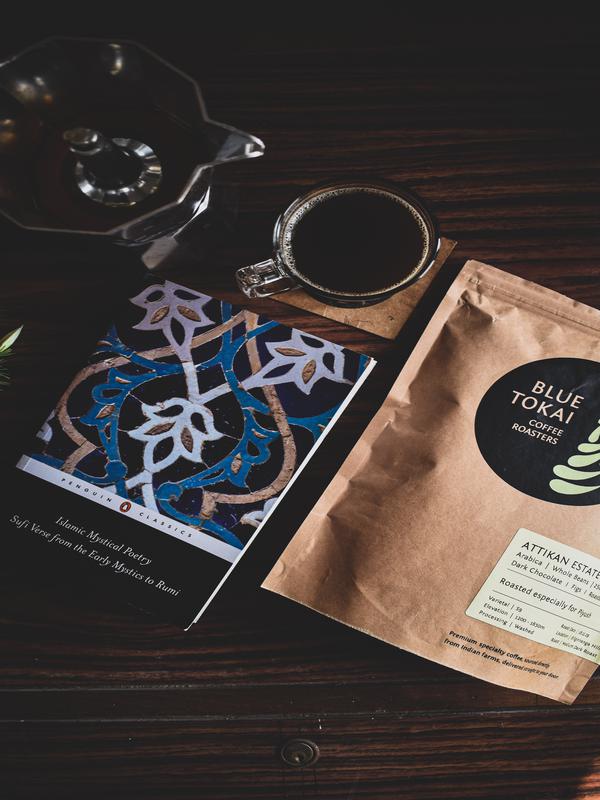 PENGUIN CLASSICS
Islamic Mystical Poetry
Sufi Verse from the Early Mystics to Rumi
BLUE
TOKAI
COFFEE
ROASTERS
ATTIKAN ESTATE
Arabica | Whole Beans |
Dark Chocolate | Figs |
Roasted especially for
Varietal | S9
Elevation |
Processing | Washed
Premium specialty coffee, sourced directly
from Indian farms, delivered straight to your door.